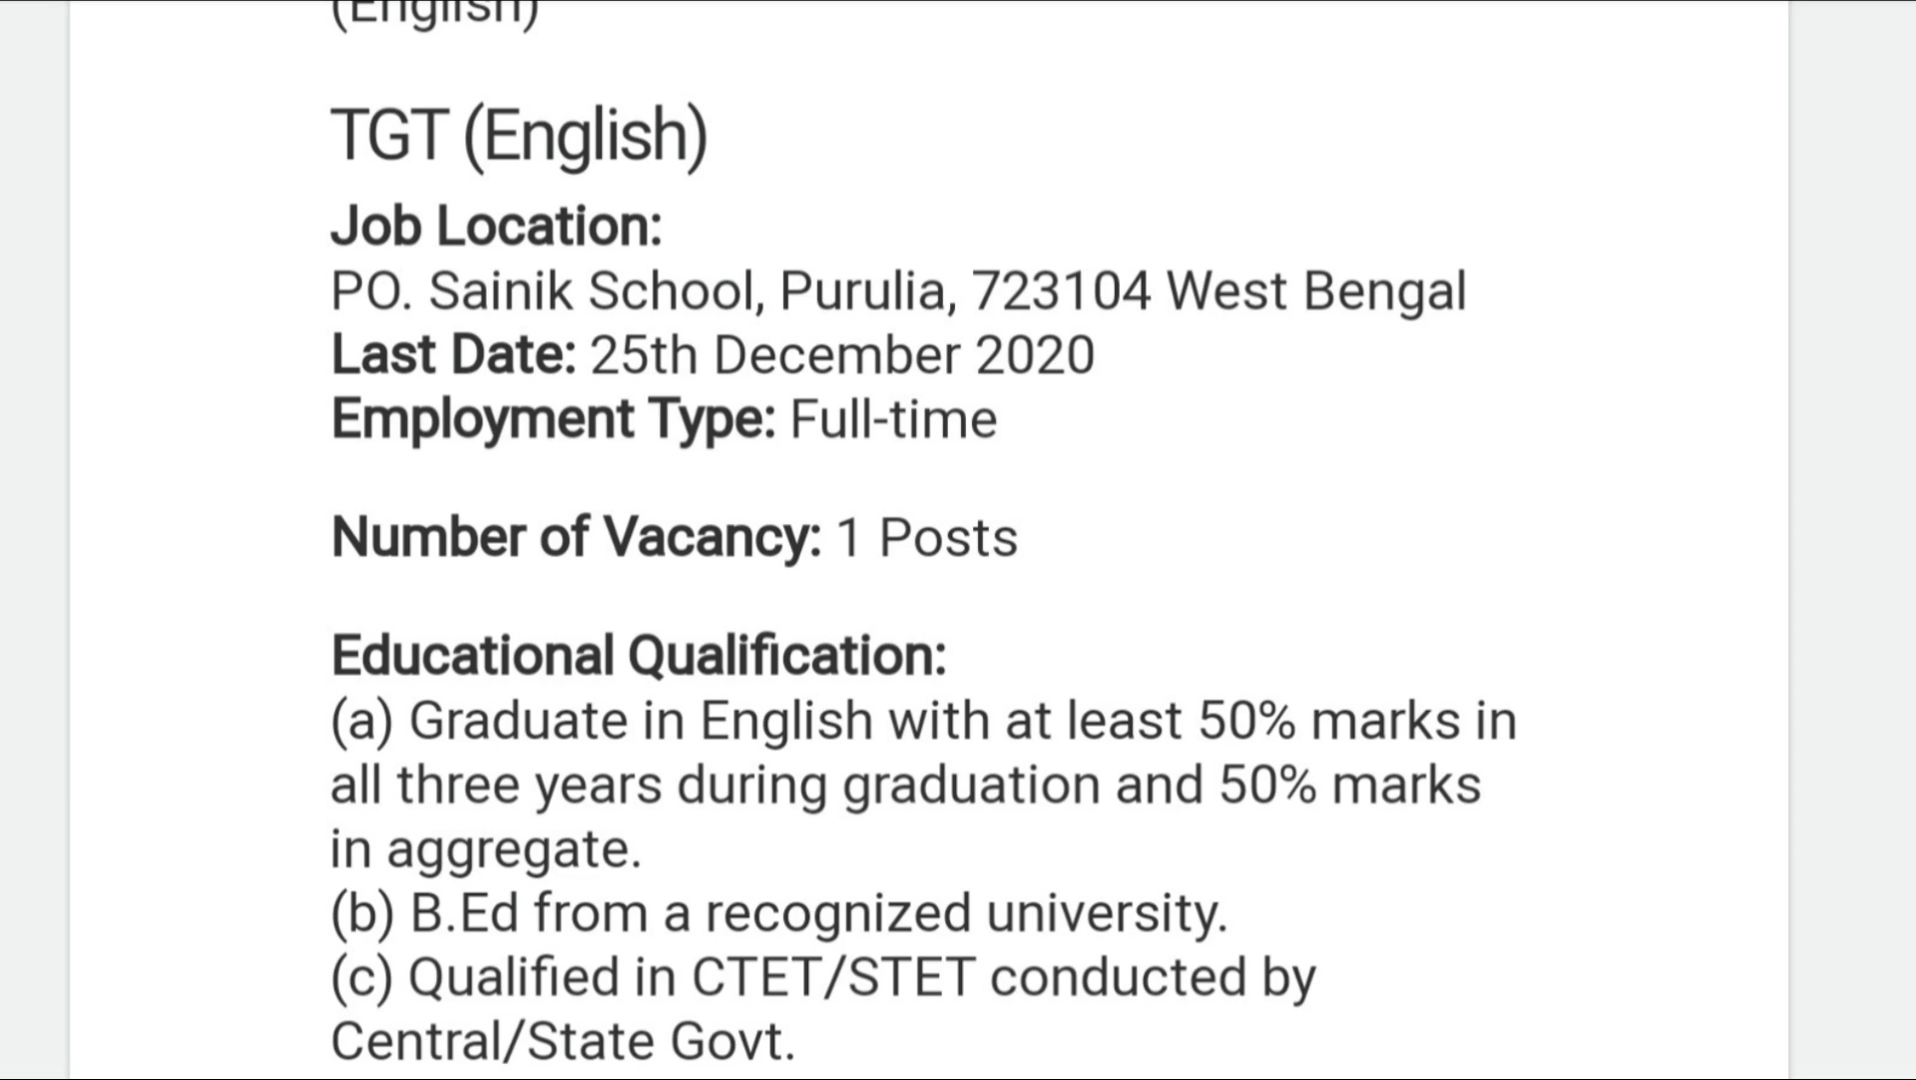 (English)
TGT (English)
Job Location:
PO. Sainik School, Purulia, 723104 West Bengal
Last Date: 25th December 2020
Employment Type: Full-time
Number of Vacancy: 1 Posts
Educational Qualification:
(a) Graduate in English with at least 50% marks in
all three years during graduation and 50% marks
in aggregate.
(b) B.Ed from a recognized university.
(c) Qualified in CTET/STET conducted by
Central/State Govt.